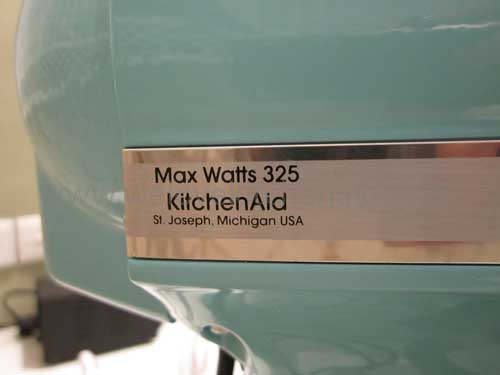 Max Watts 325
KitchenAid
St. Joseph, Michigan USA